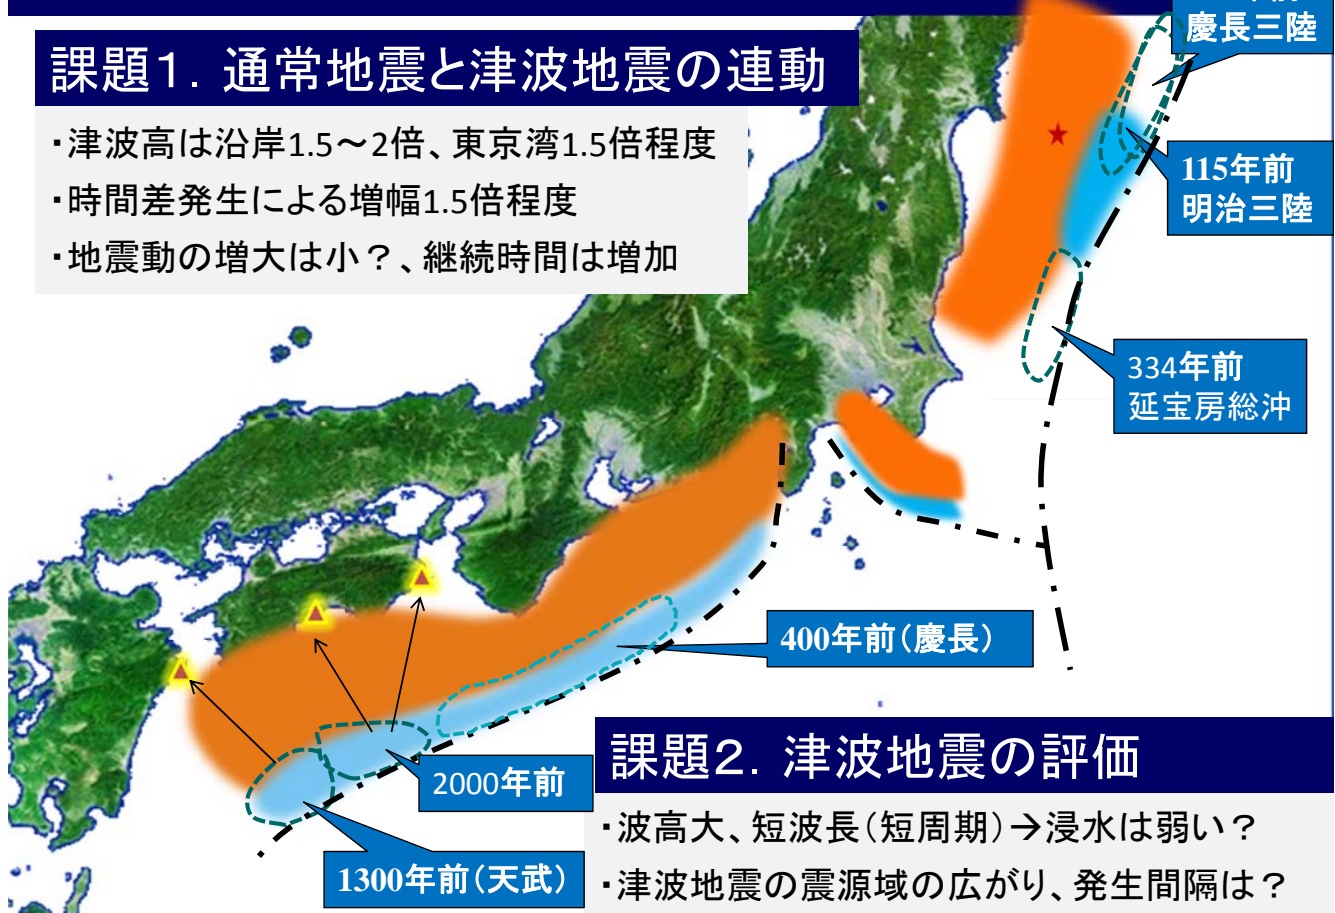 慶長三陸
課題1．通常地震と津波地震の連動
・津波高は沿岸1.5～2倍、東京湾1.5倍程度
・時間差発生による増幅1.5倍程度
・地震動の増大は小？、継続時間は増加
115年前
明治三陸
334年前
延宝房総沖
400年前（慶長）
2000年前
1300年前（天武）
課題2．津波地震の評価
・波高大、短波長（短周期）→浸水は弱い？
・津波地震の震源域の広がり、発生間隔は？